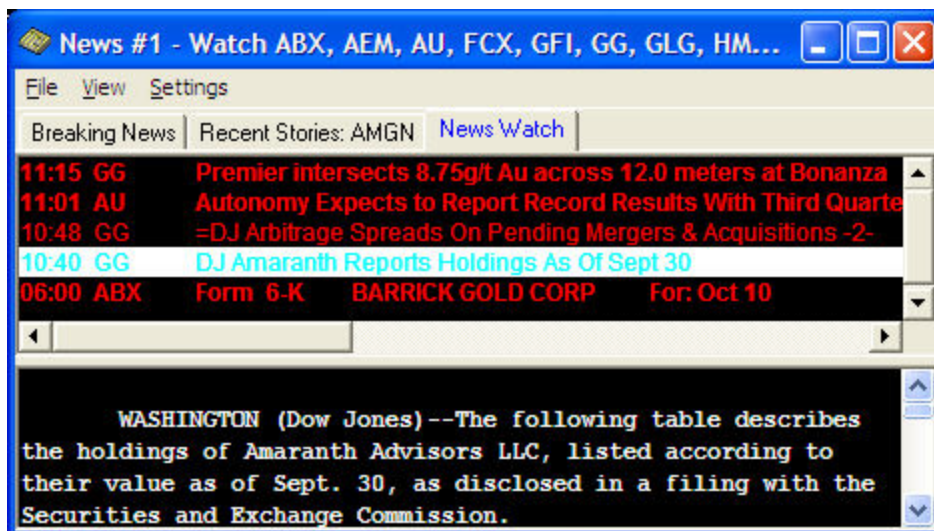 News #1 - Watch ABX, AEM, AU, FCX, GFI, GG, GLG, HM...
File View Settings
Breaking News Recent Stories: AMGN News Watch
11:15 GG Premier intersects 8.75g/t Au across 12.0 meters at Bonanza
11:01 AU Autonomy Expects to Report Record Results With Third Quarte
10:48 GG =DJ Arbitrage Spreads On Pending Mergers & Acquisitions -2-
10:40 GG DJ Amaranth Reports Holdings As Of Sept 30
06:00 ABX Form 6-K BARRICK GOLD CORP For: Oct 10
WASHINGTON (Dow Jones)--The following table describes
the holdings of Amaranth Advisors LLC, listed according to
their value as of Sept. 30, as disclosed in a filing with the
Securities and Exchange Commission.